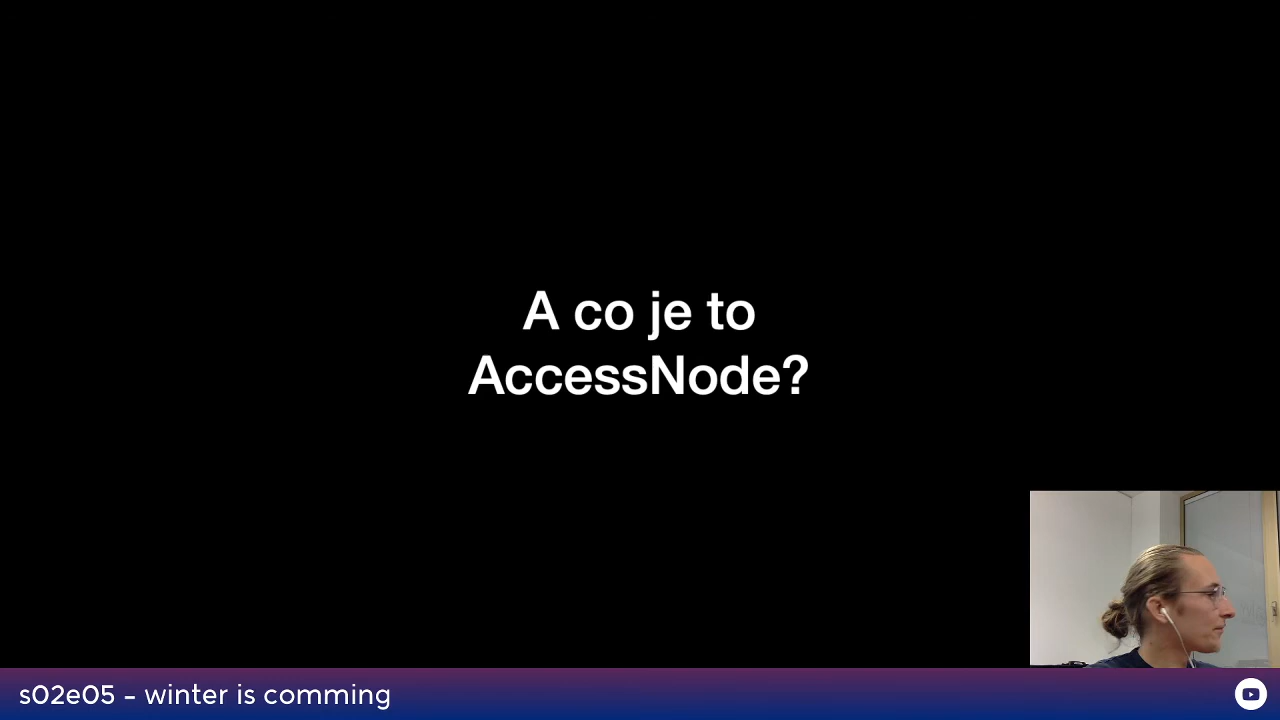 A co je to
AccessNode?
s02e05 - winter is comming